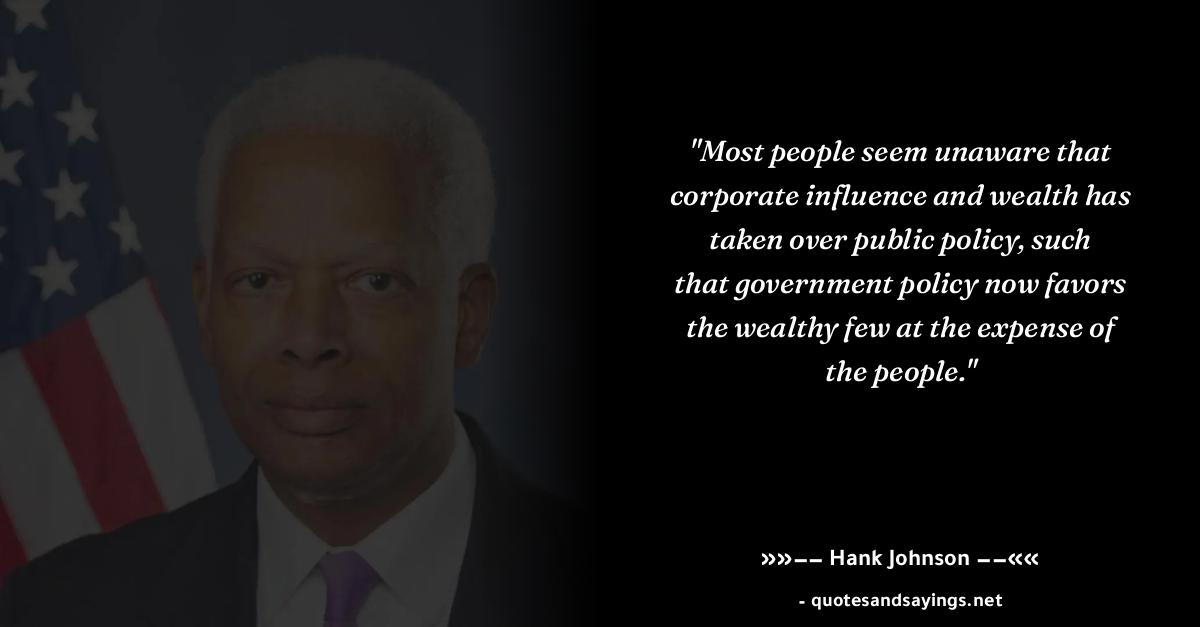 "Most people seem unaware that
corporate influence and wealth has
taken over public policy, such
that government policy now favors
the wealthy few at the expense of
the people."
»»−− Hank Johnson −−««
- quotesandsayings.net